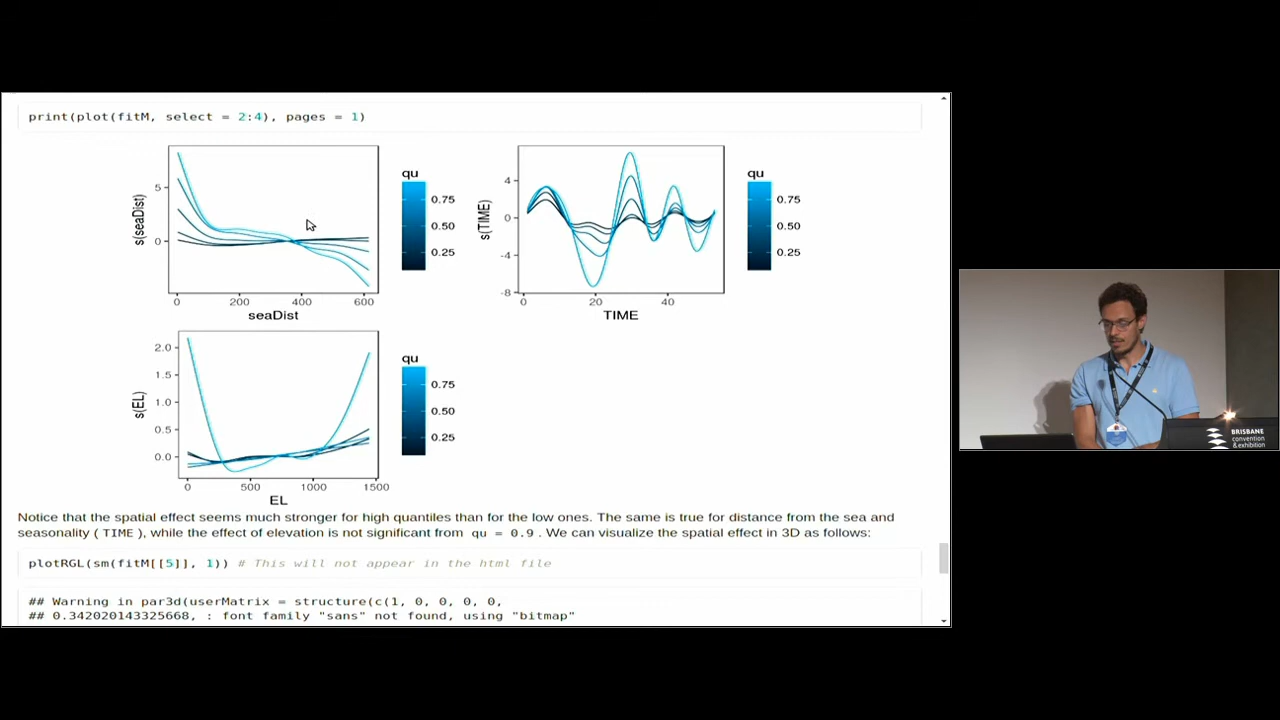 print(plot(fitM, select = 2:4), pages = 1)
s(seaDist)
5
0
0 200 400 600
seaDist
qu
0.75
0.50
0.25
s(TIME)
4
0
-4
-8
0 20 40
TIME
qu
0.75
0.50
0.25
s(EL)
2.0
1.5
1.0
0.5
0.0
0 500 1000 1500
EL
qu
0.75
0.50
0.25
Notice that the spatial effect seems much stronger for high quantiles than for the low ones. The same is true for distance from the sea and
seasonality ( TIME ), while the effect of elevation is not significant from qu = 0.9 . We can visualize the spatial effect in 3D as follows:
plotRGL(sm(fitM[[5]], 1)) # This will not appear in the html file
## Warning in par3d(userMatrix = structure(c(1, 0, 0, 0, 0,
## 0.342020143325668, : font family "sans" not found, using "bitmap"
BRISBANE
convention
& exhibition